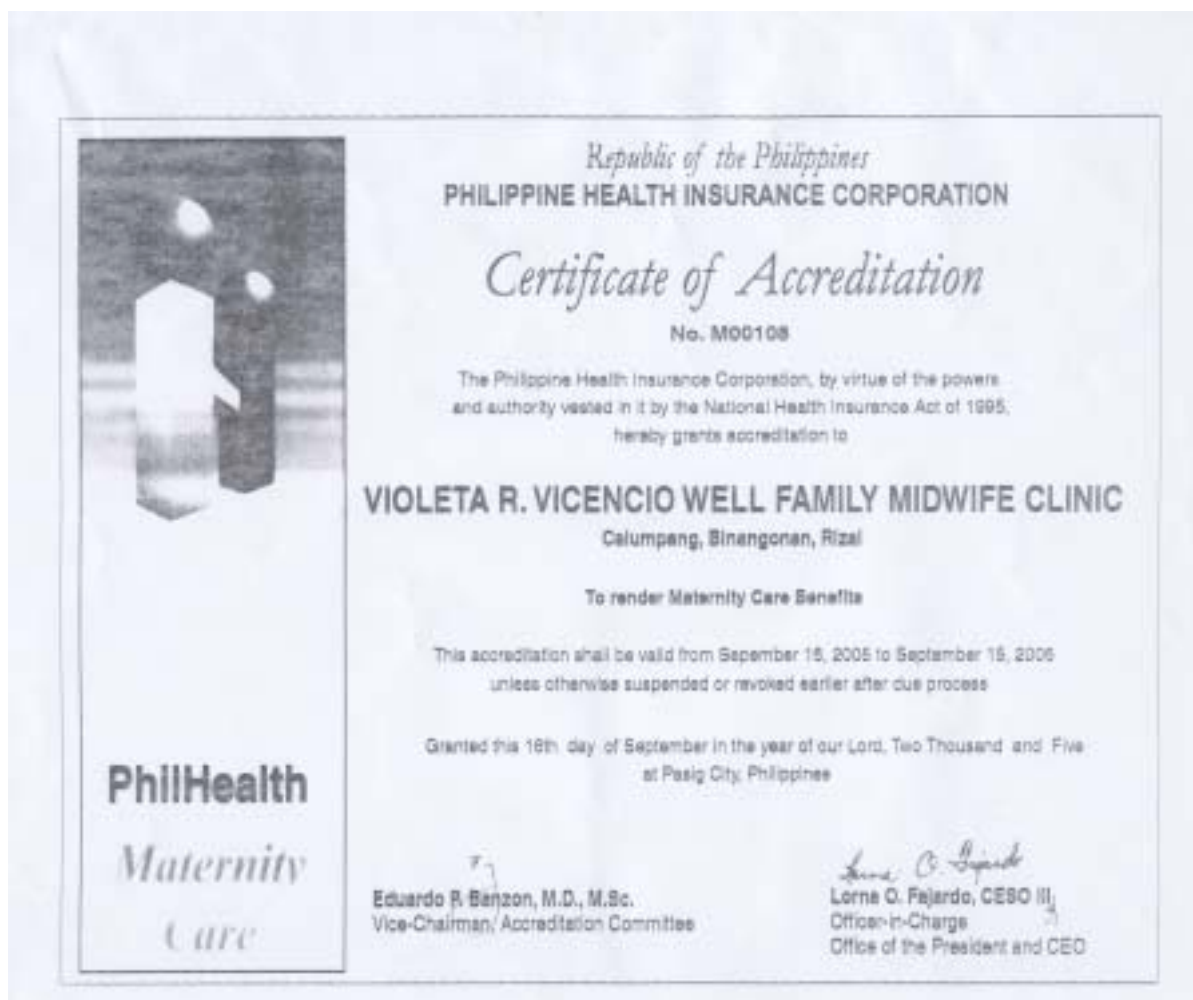 Republic of the Philippines
PHILIPPINE HEALTH INSURANCE CORPORATION
Certificate of Accreditation
No. M00108
The Philippine Health Insurance Corporation, by virtue of the powers
and authority vested in it by the National Health Insurance Act of 1995,
hereby grants accreditation to
VIOLETA R. VICENCIO WELL FAMILY MIDWIFE CLINIC
Calumpang, Binangonan, Rizal
To render Maternity Care Benefits
This accreditation shall be valid from Sepember 16, 2005 to September 15, 2006
unless otherwise suspended or revoked earlier after due process
Granted this 16th day of September in the year of our Lord, Two Thousand and Five
at Pasig City, Philippines
PhilHealth
Maternity
Care
Eduardo P. Banzon, M.D., M.Sc.
Vice-Chairman, Accreditation Committee
Lorna O. Fajardo
Lorna O. Fajardo, CESO III
Officer-in-Charge
Office of the President and CEO